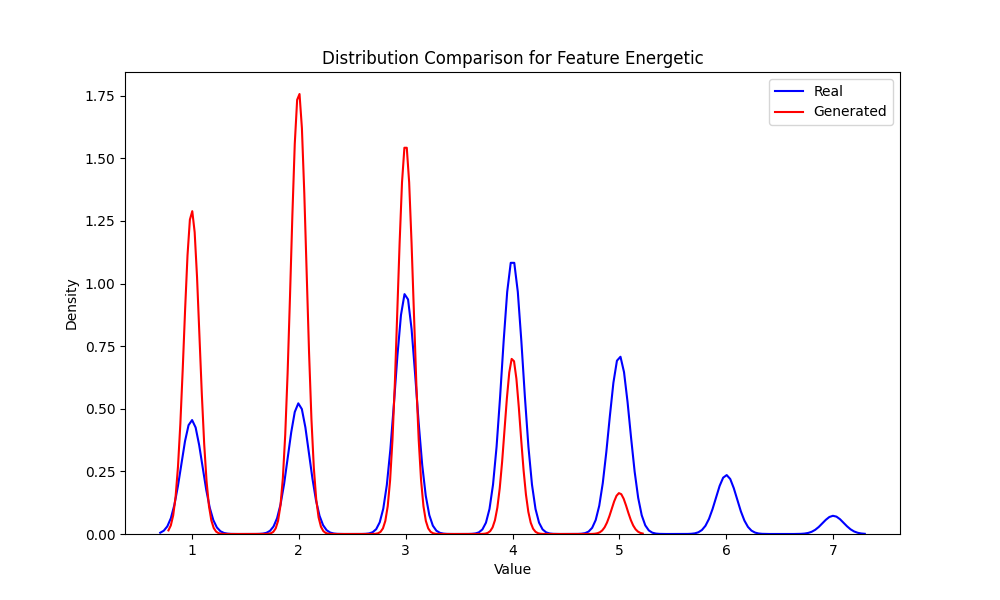 Distribution Comparison for Feature Energetic
Real
Generated
1.75
1.50
1.25
1.00
0.75
0.50
0.25
0.00
Density
1 2 3 4 5 6 7
Value